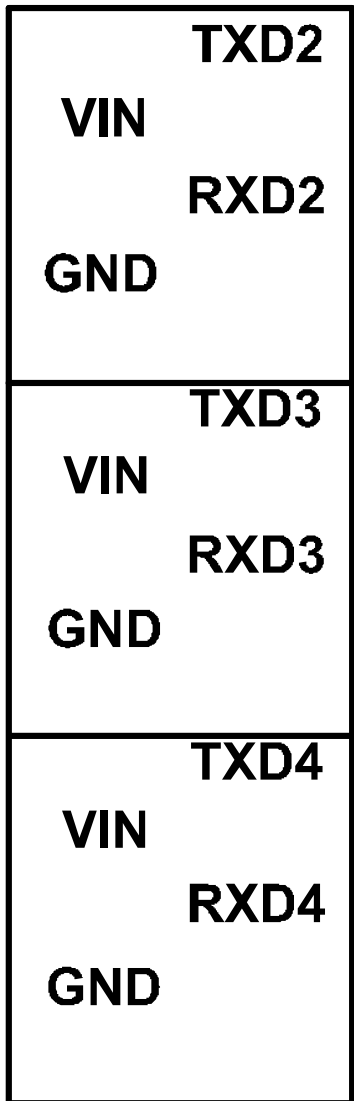 TXD2
VIN
RXD2
GND
TXD3
VIN
RXD3
GND
TXD4
VIN
RXD4
GND